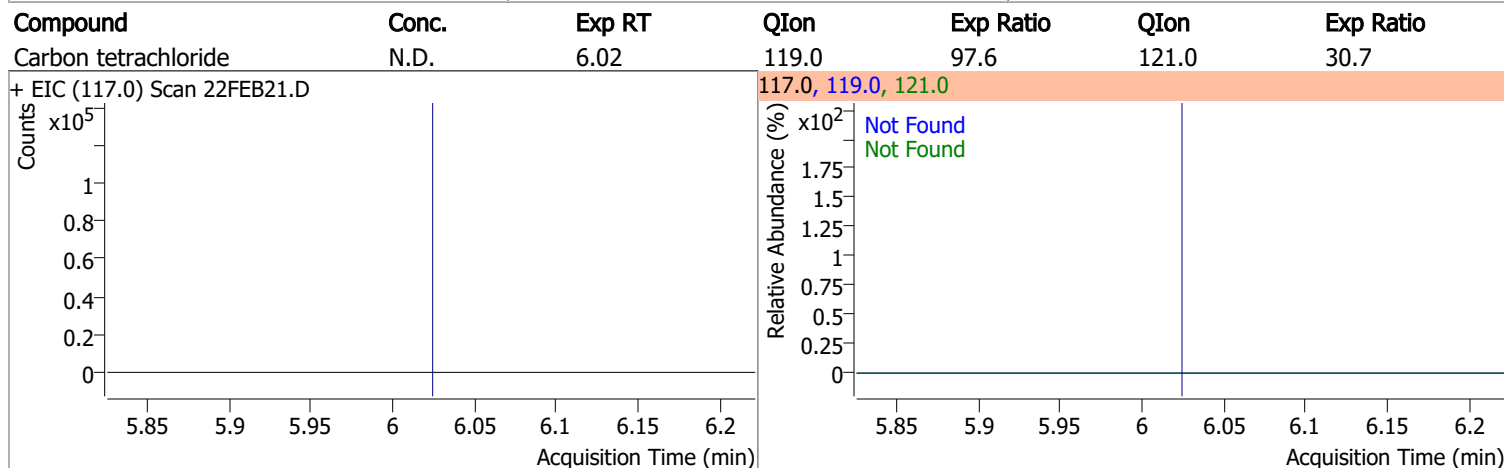 Compound Conc. Exp RT QIon Exp Ratio QIon Exp Ratio
Carbon tetrachloride N.D. 6.02 119.0 97.6 121.0 30.7
+ EIC (117.0) Scan 22FEB21.D
Counts
x10⁵
1
0.8
0.6
0.4
0.2
0
5.85 5.9 5.95 6 6.05 6.1 6.15 6.2
Acquisition Time (min)
117.0, 119.0, 121.0
Relative Abundance (%)
x10²
Not Found
Not Found
1.75
1.5
1.25
1
0.75
0.5
0.25
0
5.85 5.9 5.95 6 6.05 6.1 6.15 6.2
Acquisition Time (min)